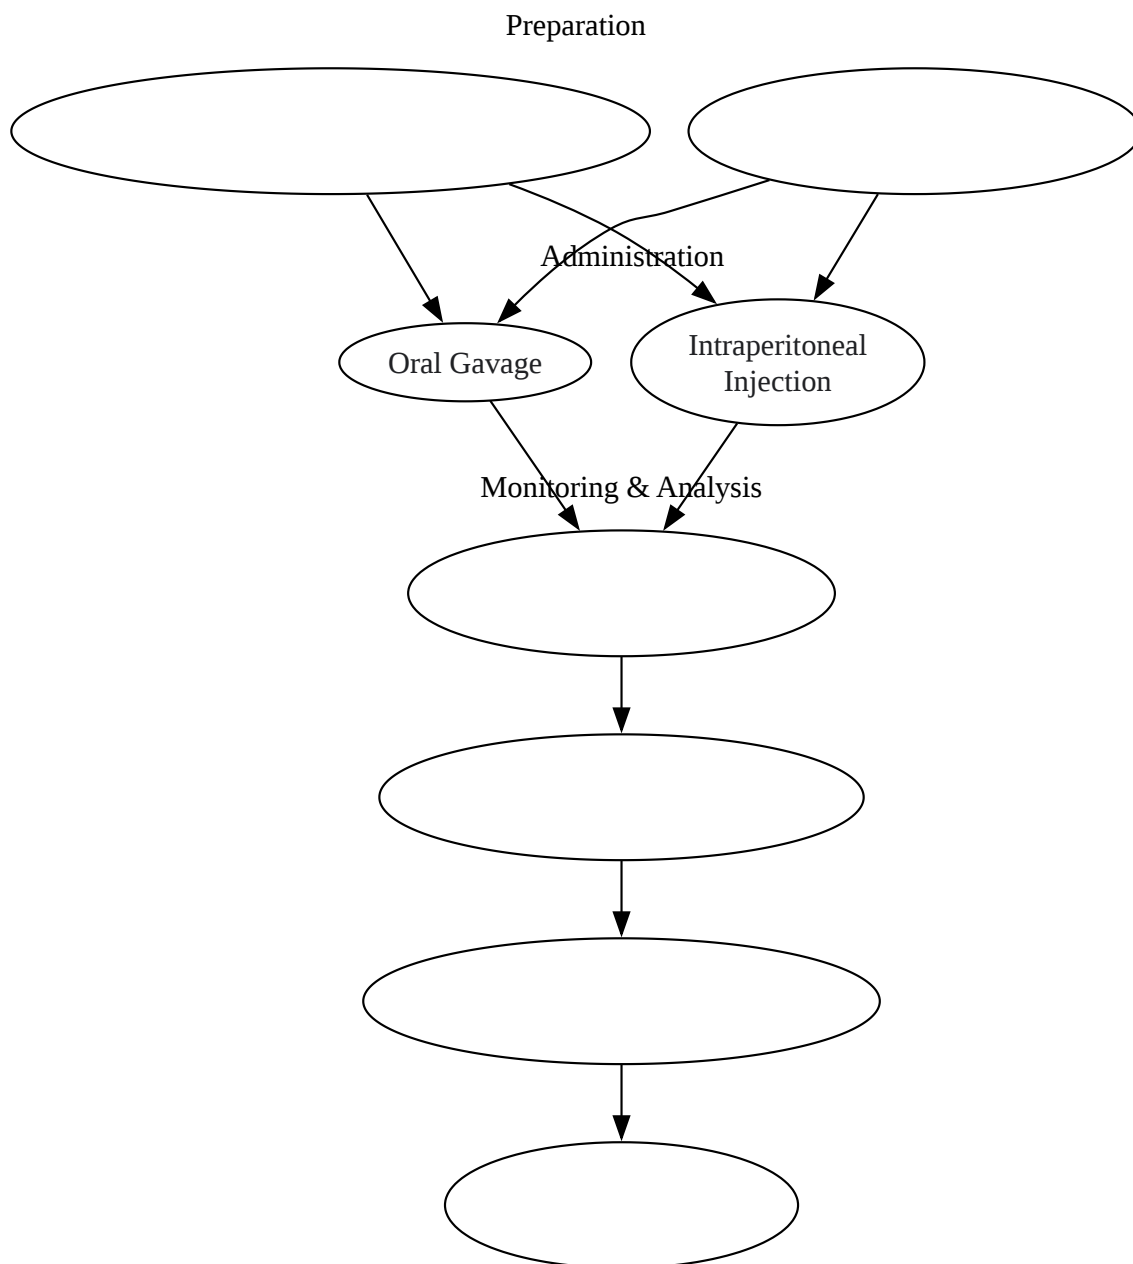 Preparation
Administration
Oral Gavage
Intraperitoneal
Injection
Monitoring & Analysis